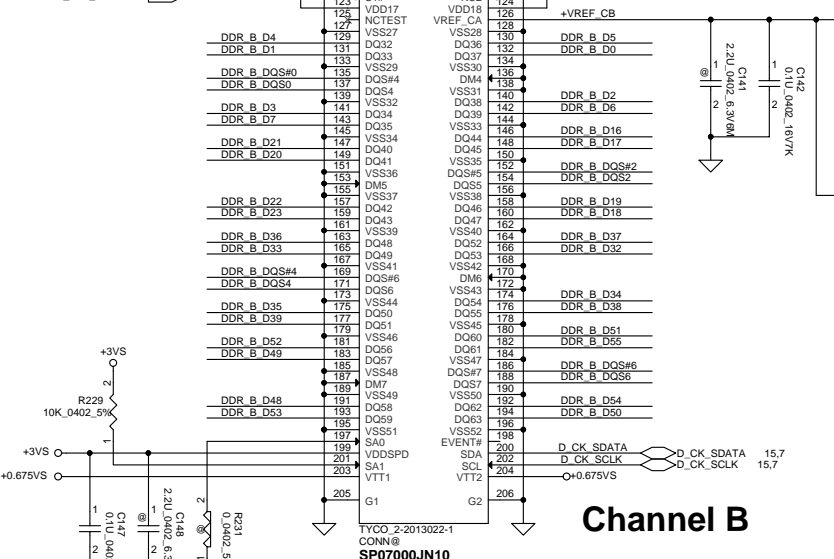 123 VDD17 VDD18 124
125 NCTEST VREF_CA 126 +VREF_CB
127 VSS27 VSS28 128
DDR_B_D4 129 DQ32 DQ36 130 DDR_B_D5
DDR_B_D1 131 DQ33 DQ37 132 DDR_B_D0
133 VSS29 VSS30 134
DDR_B_DQS#0 135 DQS#4 DM4 136
DDR_B_DQS0 137 DQS4 VSS31 138
139 VSS32 DQ38 140 DDR_B_D2
DDR_B_D3 141 DQ34 DQ39 142 DDR_B_D6
DDR_B_D7 143 DQ35 VSS33 144
145 VSS34 DQ44 146 DDR_B_D16
DDR_B_D21 147 DQ40 DQ45 148 DDR_B_D17
DDR_B_D20 149 DQ41 VSS35 150
151 VSS36 DQS#5 152 DDR_B_DQS#2
153 DM5 DQS5 154 DDR_B_DQS2
155 VSS37 VSS38 156
DDR_B_D22 157 DQ42 DQ46 158 DDR_B_D19
DDR_B_D23 159 DQ43 DQ47 160 DDR_B_D18
161 VSS39 VSS40 162
DDR_B_D36 163 DQ48 DQ52 164 DDR_B_D37
DDR_B_D33 165 DQ49 DQ53 166 DDR_B_D32
167 VSS41 VSS42 168
DDR_B_DQS#4 169 DQS#6 DM6 170
DDR_B_DQS4 171 DQS6 VSS43 172
173 VSS44 DQ54 174 DDR_B_D34
DDR_B_D35 175 DQ50 DQ55 176 DDR_B_D38
DDR_B_D39 177 DQ51 VSS45 178
179 VSS46 DQ60 180 DDR_B_D51
DDR_B_D52 181 DQ56 DQ61 182 DDR_B_D55
DDR_B_D49 183 DQ57 VSS47 184
185 VSS48 DQS#7 186 DDR_B_DQS#6
187 DM7 DQS7 188 DDR_B_DQS6
189 VSS49 VSS50 190
DDR_B_D48 191 DQ58 DQ62 192 DDR_B_D54
DDR_B_D53 193 DQ59 DQ63 194 DDR_B_D50
195 VSS51 VSS52 196
197 SA0 EVENT# 198
+3VS 199 VDDSPD SDA 200 D_CK_SDATA D_CK_SDATA 15,7
201 SA1 SCL 202 D_CK_SCLK D_CK_SCLK 15,7
+0.675VS 203 VTT1 VTT2 204 +0.675VS
205 G1 G2 206
TYCO_2-2013022-1
CONN@
SP07000JN10
Channel B
+3VS
2
R229
10K_0402_5%
1
1
@
C141
2.2U_0402_6.3V6M
2
1
C142
0.1U_0402_16V7K
2
1
C147
2
1
@
C148
2
2
R231
@
1